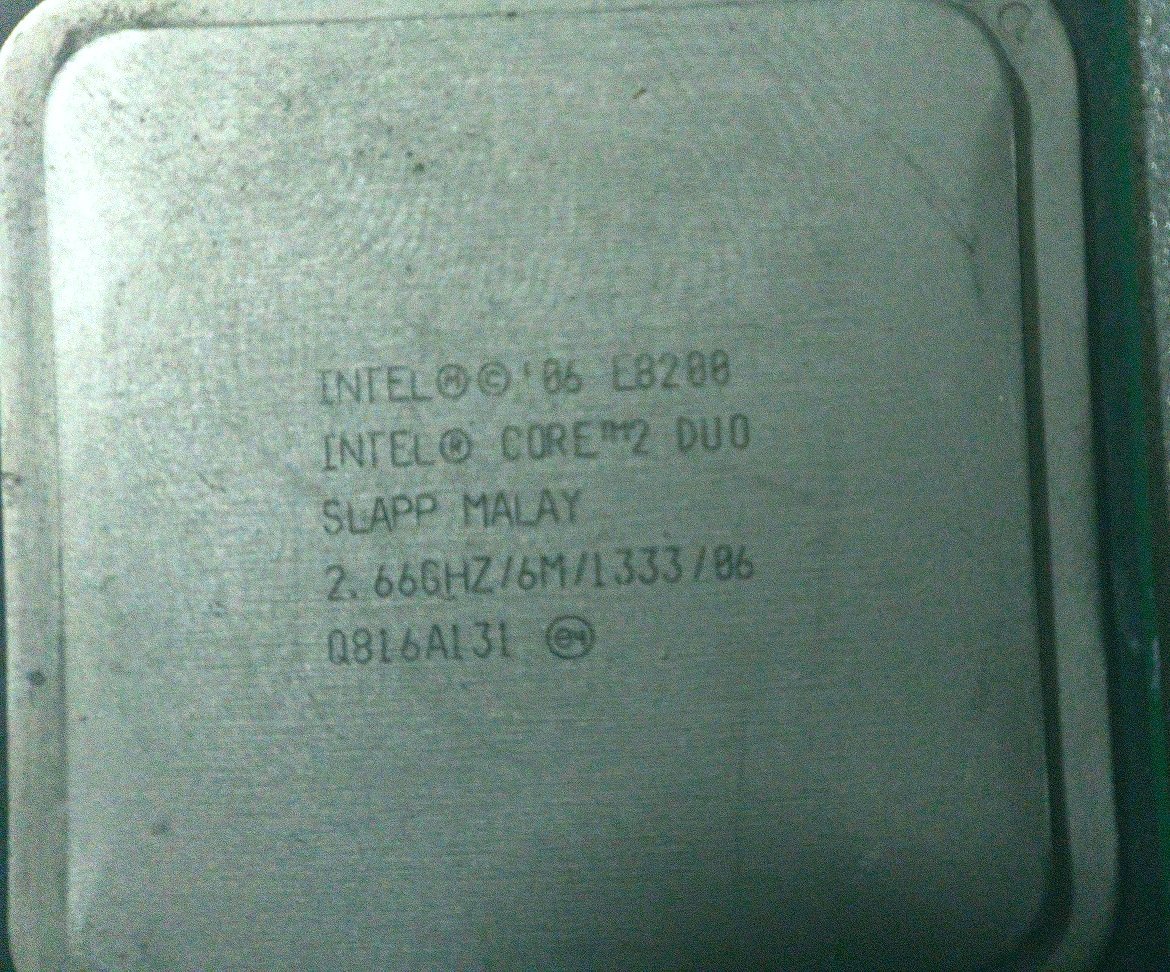 INTEL Ⓜ © '06 E8200
INTEL® CORE™2 DUO
SLAPP MALAY
2.66GHZ/6M/1333/06
Q816A131 e4